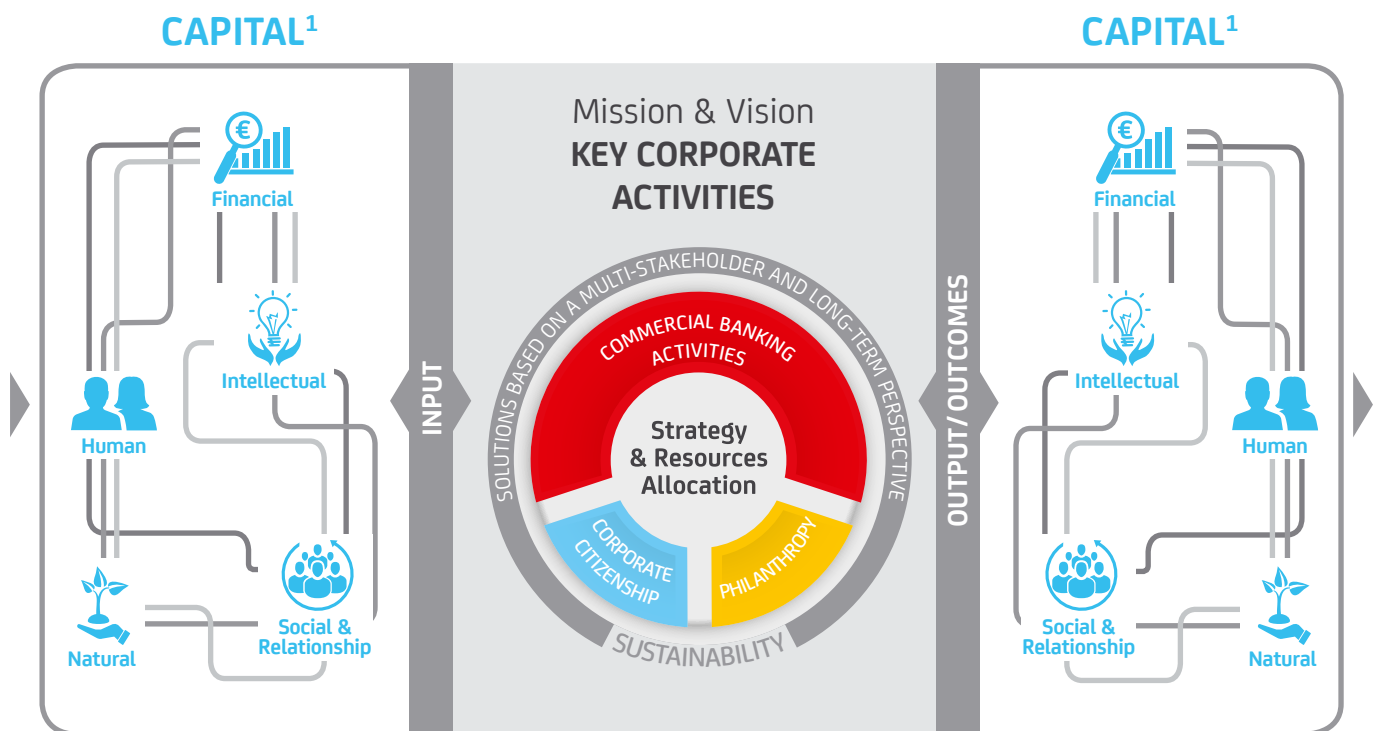 CAPITAL¹
Financial
Intellectual
Human
Social &
Relationship
Natural
INPUT
Mission & Vision
KEY CORPORATE
ACTIVITIES
SOLUTIONS BASED ON A MULTI-STAKEHOLDER AND LONG-TERM PERSPECTIVE
COMMERCIAL BANKING
ACTIVITIES
Strategy
& Resources
Allocation
CORPORATE
CITIZENSHIP
PHILANTHROPY
SUSTAINABILITY
OUTPUT/OUTCOMES
CAPITAL¹
€
Financial
Intellectual
Human
Social &
Relationship
Natural
€